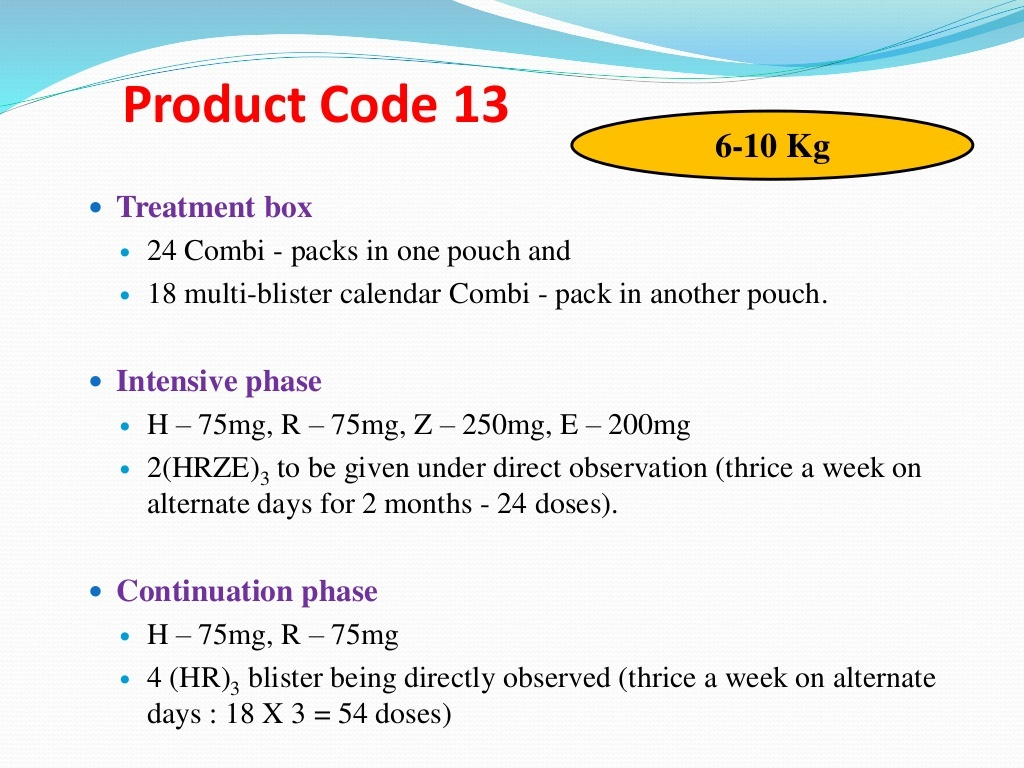 Product Code 13
6-10 Kg
• Treatment box
• 24 Combi - packs in one pouch and
• 18 multi-blister calendar Combi - pack in another pouch.
• Intensive phase
• H – 75mg, R – 75mg, Z – 250mg, E – 200mg
• 2(HRZE)₃ to be given under direct observation (thrice a week on
alternate days for 2 months - 24 doses).
• Continuation phase
• H – 75mg, R – 75mg
• 4 (HR)₃ blister being directly observed (thrice a week on alternate
days : 18 X 3 = 54 doses)